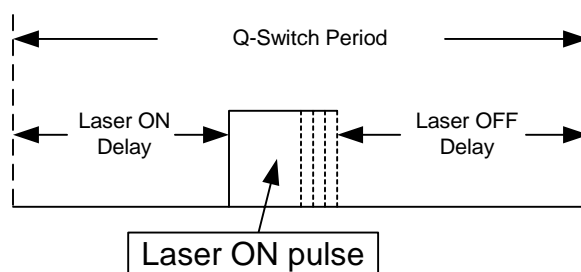 Q-Switch Period
Laser ON
Delay
Laser OFF
Delay
Laser ON pulse